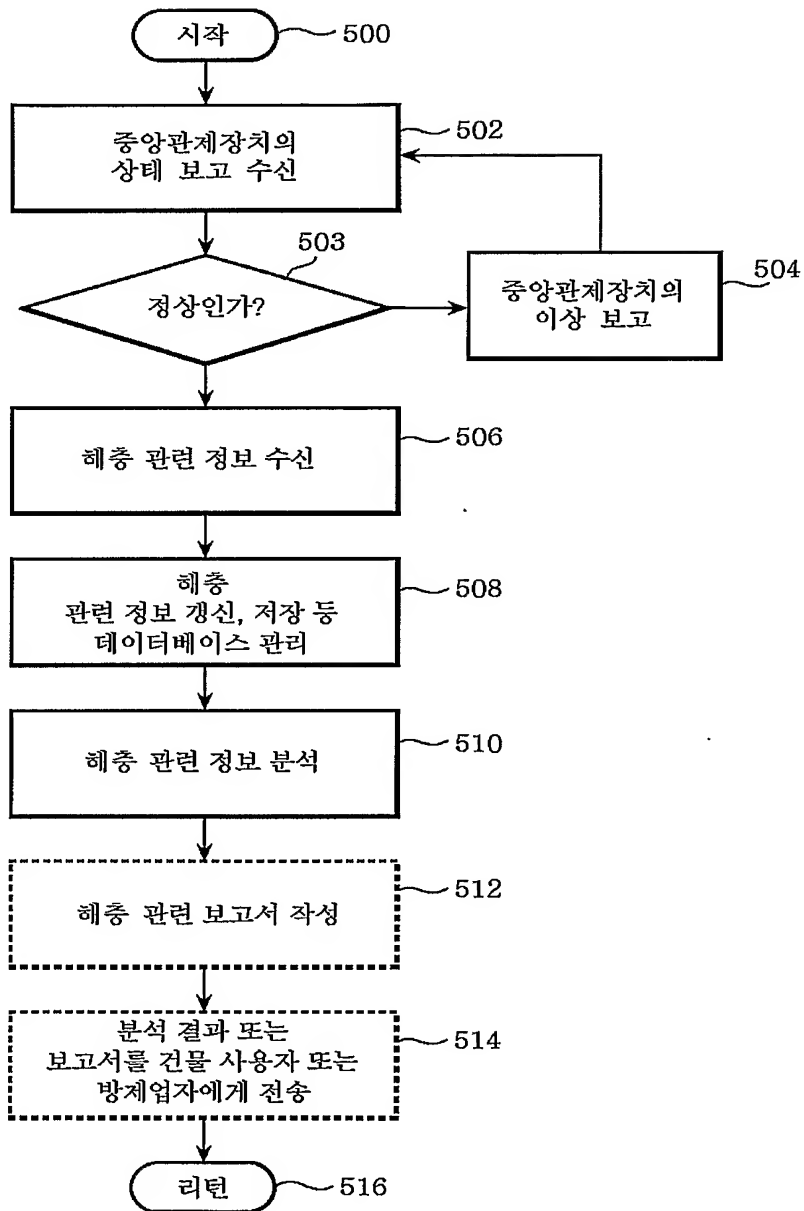 시작
500
중앙관제장치의
상태 보고 수신
502
503
정상인가?
중앙관제장치의
이상 보고
504
해충 관련 정보 수신
506
해충
관련 정보 갱신, 저장 등
데이터베이스 관리
508
해충 관련 정보 분석
510
해충 관련 보고서 작성
512
분석 결과 또는
보고서를 건물 사용자 또는
방제업자에게 전송
514
리턴
516